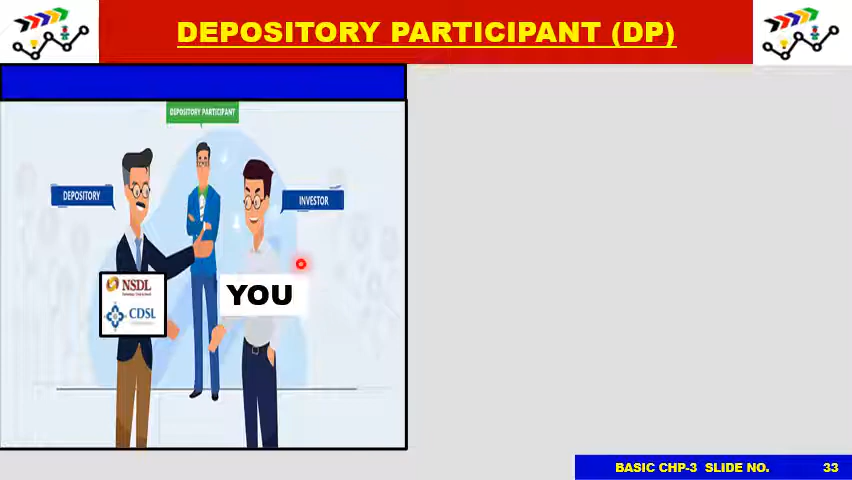 DEPOSITORY PARTICIPANT (DP)
DEPOSITORY PARTICIPANT
DEPOSITORY
INVESTOR
NSDL
CDSL
YOU
BASIC CHP-3 SLIDE NO. 33